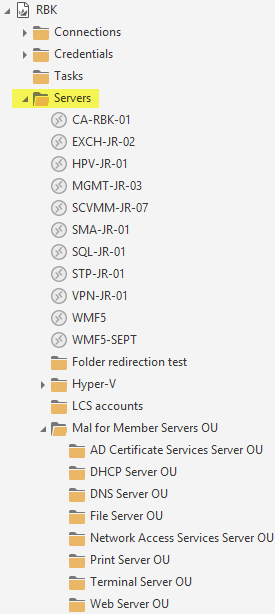 RBK
Connections
Credentials
Tasks
Servers
CA-RBK-01
EXCH-JR-02
HPV-JR-01
MGMT-JR-03
SCVMM-JR-07
SMA-JR-01
SQL-JR-01
STP-JR-01
VPN-JR-01
WMF5
WMF5-SEPT
Folder redirection test
Hyper-V
LCS accounts
Mal for Member Servers OU
AD Certificate Services Server OU
DHCP Server OU
DNS Server OU
File Server OU
Network Access Services Server OU
Print Server OU
Terminal Server OU
Web Server OU